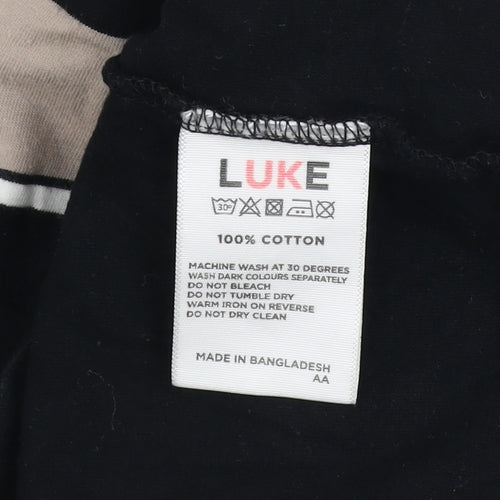 LUKE
30°
100% COTTON
MACHINE WASH AT 30 DEGREES
WASH DARK COLOURS SEPARATELY
DO NOT BLEACH
DO NOT TUMBLE DRY
WARM IRON ON REVERSE
DO NOT DRY CLEAN
MADE IN BANGLADESH
AA